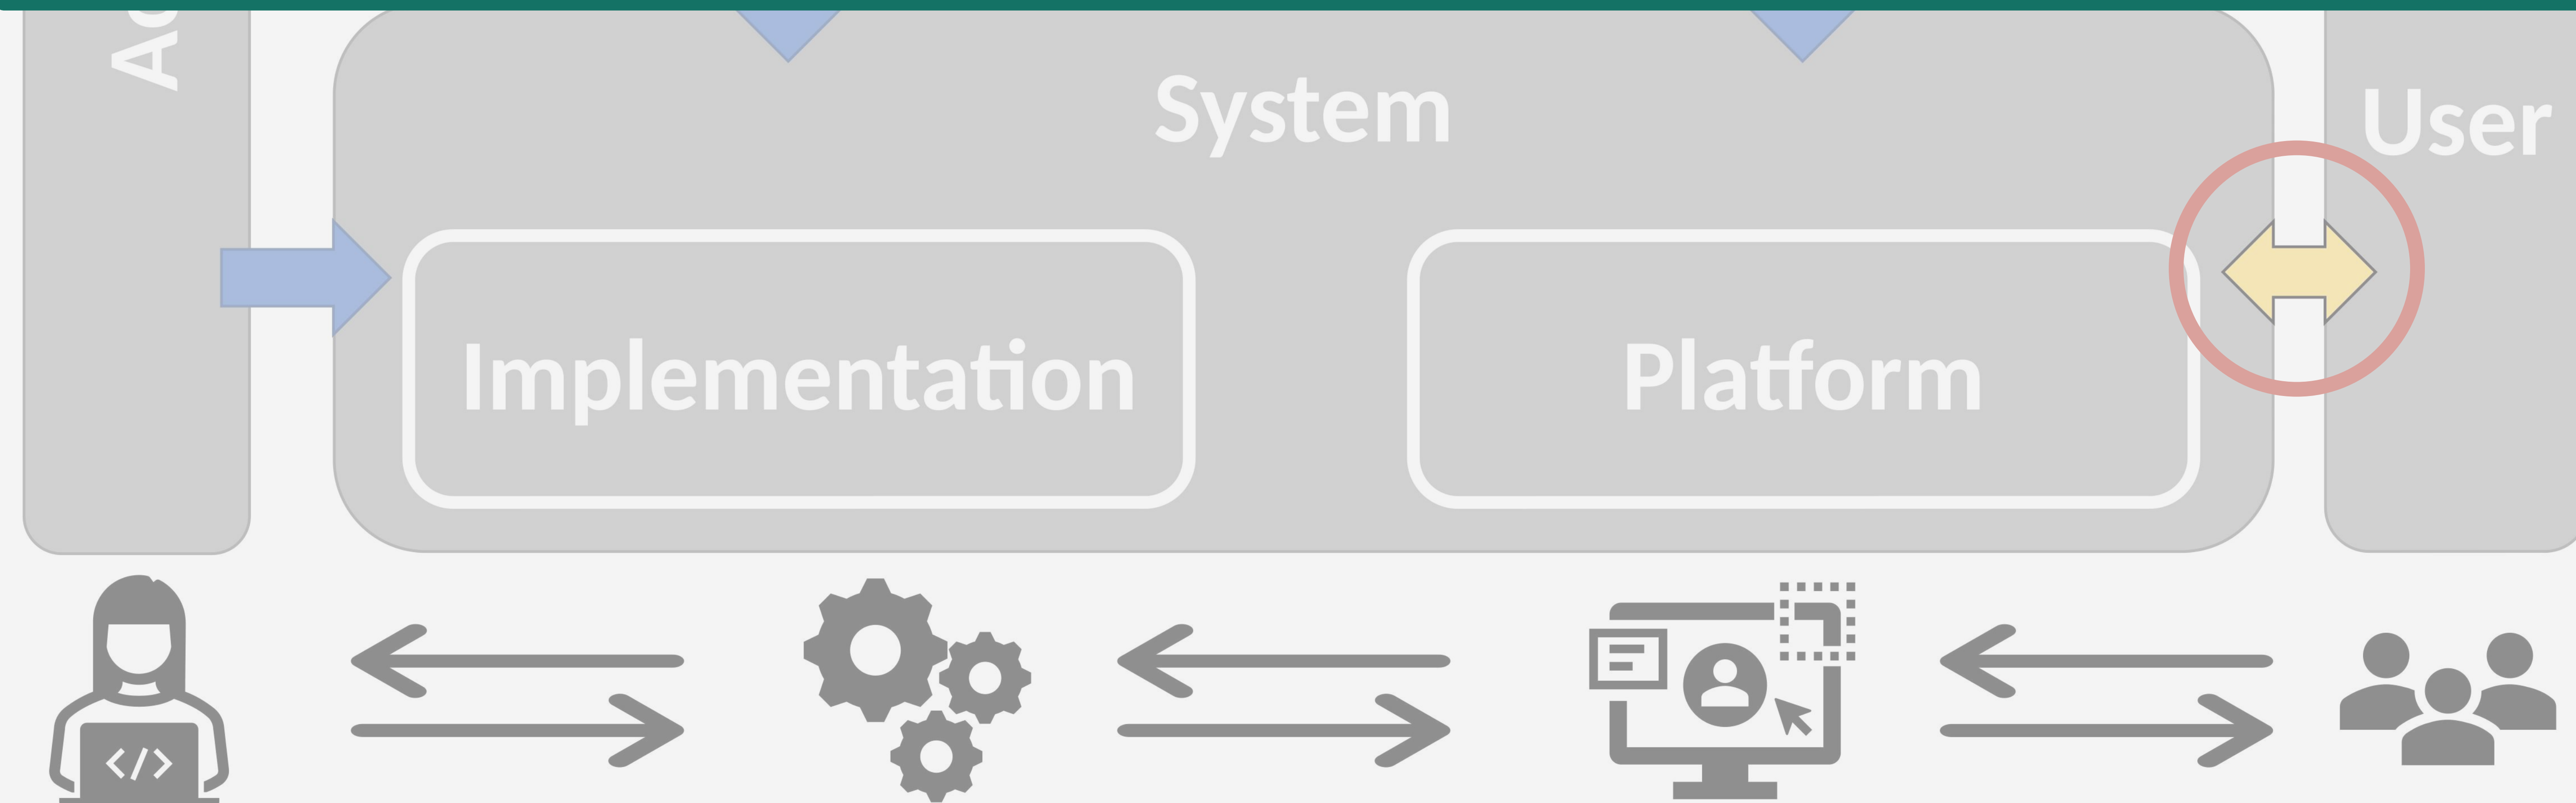 System
User
Implementation
Platform
</>